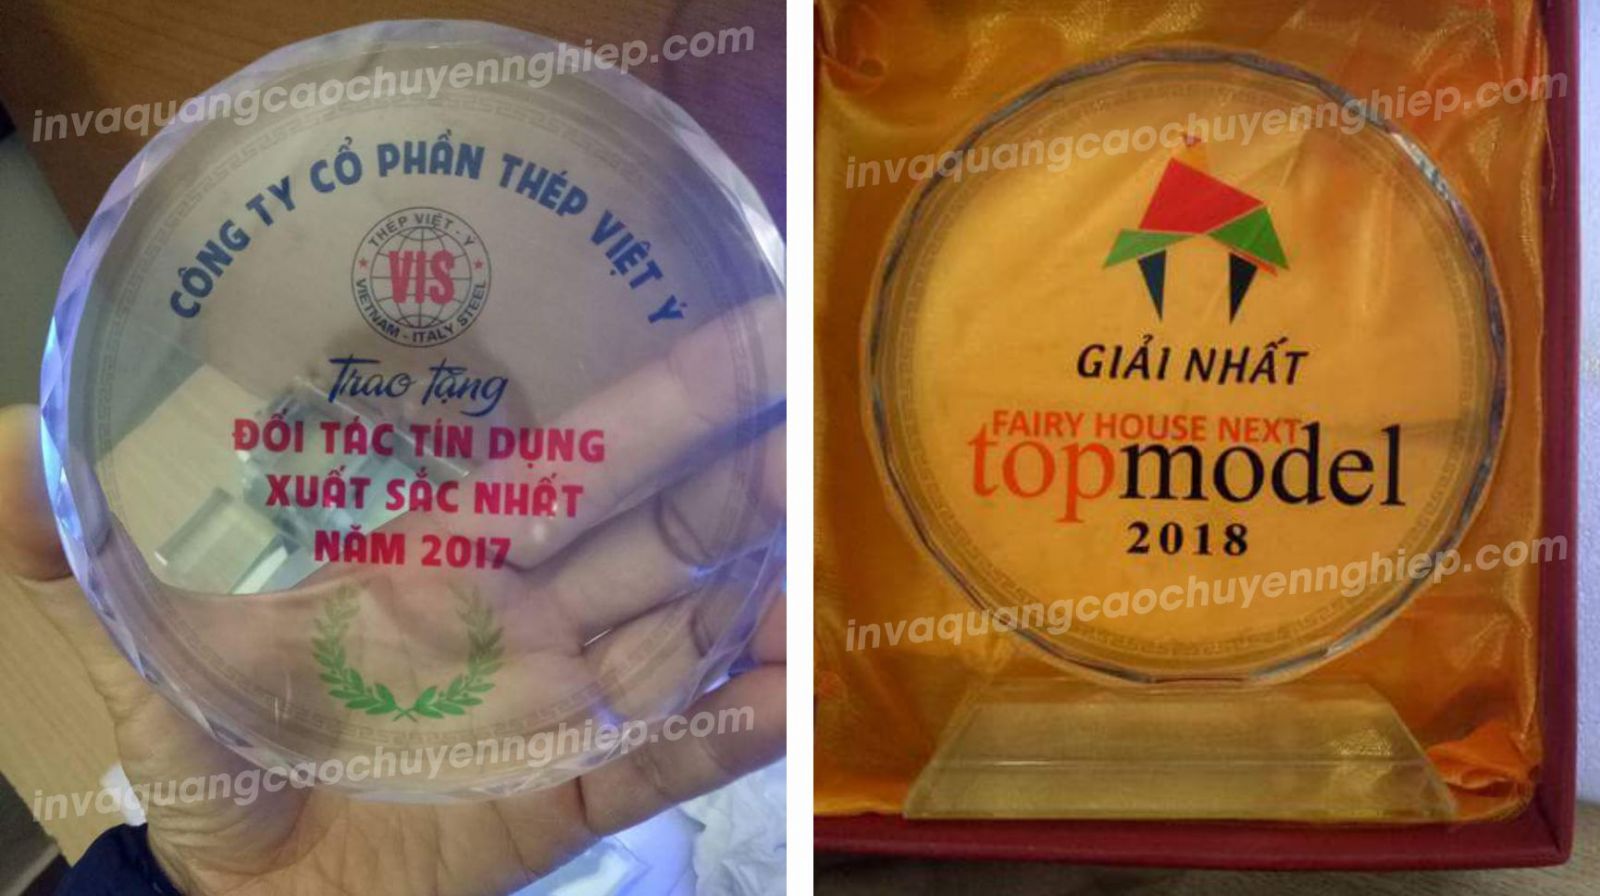 invaquangcaochuyennghiep.com
CÔNG TY CỔ PHẦN THÉP VIỆT Ý
THÉP VIỆT - Ý
VIS
VIETNAM - ITALY STEEL
Trao tặng
ĐỐI TÁC TÍN DỤNG
XUẤT SẮC NHẤT
NĂM 2017
invaquangcaochuyennghiep.com
invaquangcaochuyennghiep.com
GIẢI NHẤT
FAIRY HOUSE NEXT
topmodel
2018
invaquangcaochuyennghiep.com